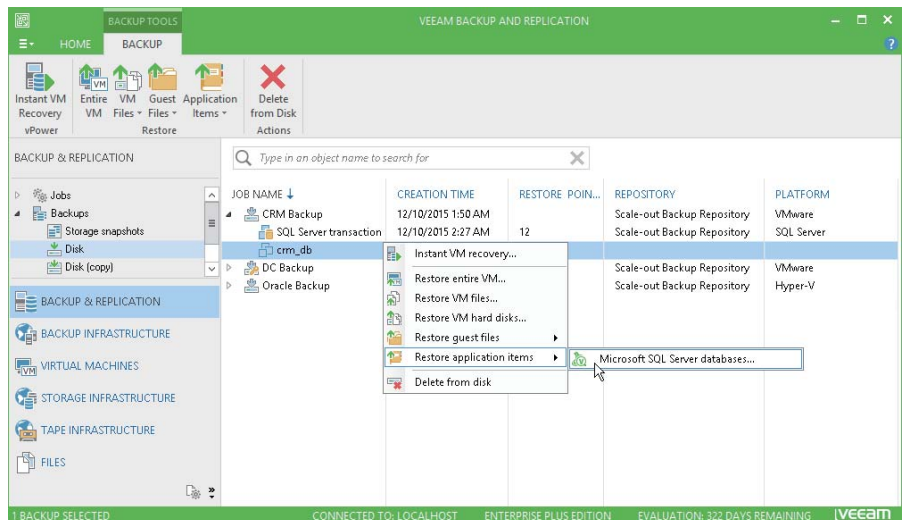 BACKUP TOOLS
VEEAM BACKUP AND REPLICATION
HOME
BACKUP
?
Instant VM Recovery
Entire VM
VM Files
Guest Files
Application Items
Delete from Disk
vPower
Restore
Actions
BACKUP & REPLICATION
Type in an object name to search for
Jobs
Backups
Storage snapshots
Disk
Disk (copy)
JOB NAME CREATION TIME RESTORE POIN... REPOSITORY PLATFORM
CRM Backup 12/10/2015 1:50 AM Scale-out Backup Repository VMware
SQL Server transaction 12/10/2015 2:27 AM 12 Scale-out Backup Repository SQL Server
crm_db
DC Backup Scale-out Backup Repository VMware
Oracle Backup Scale-out Backup Repository Hyper-V
Instant VM recovery...
Restore entire VM...
Restore VM files...
Restore VM hard disks...
Restore guest files
Restore application items
Microsoft SQL Server databases...
Delete from disk
BACKUP & REPLICATION
BACKUP INFRASTRUCTURE
VIRTUAL MACHINES
STORAGE INFRASTRUCTURE
TAPE INFRASTRUCTURE
FILES
1 BACKUP SELECTED
CONNECTED TO: LOCALHOST
ENTERPRISE PLUS EDITION
EVALUATION: 322 DAYS REMAINING
veeam